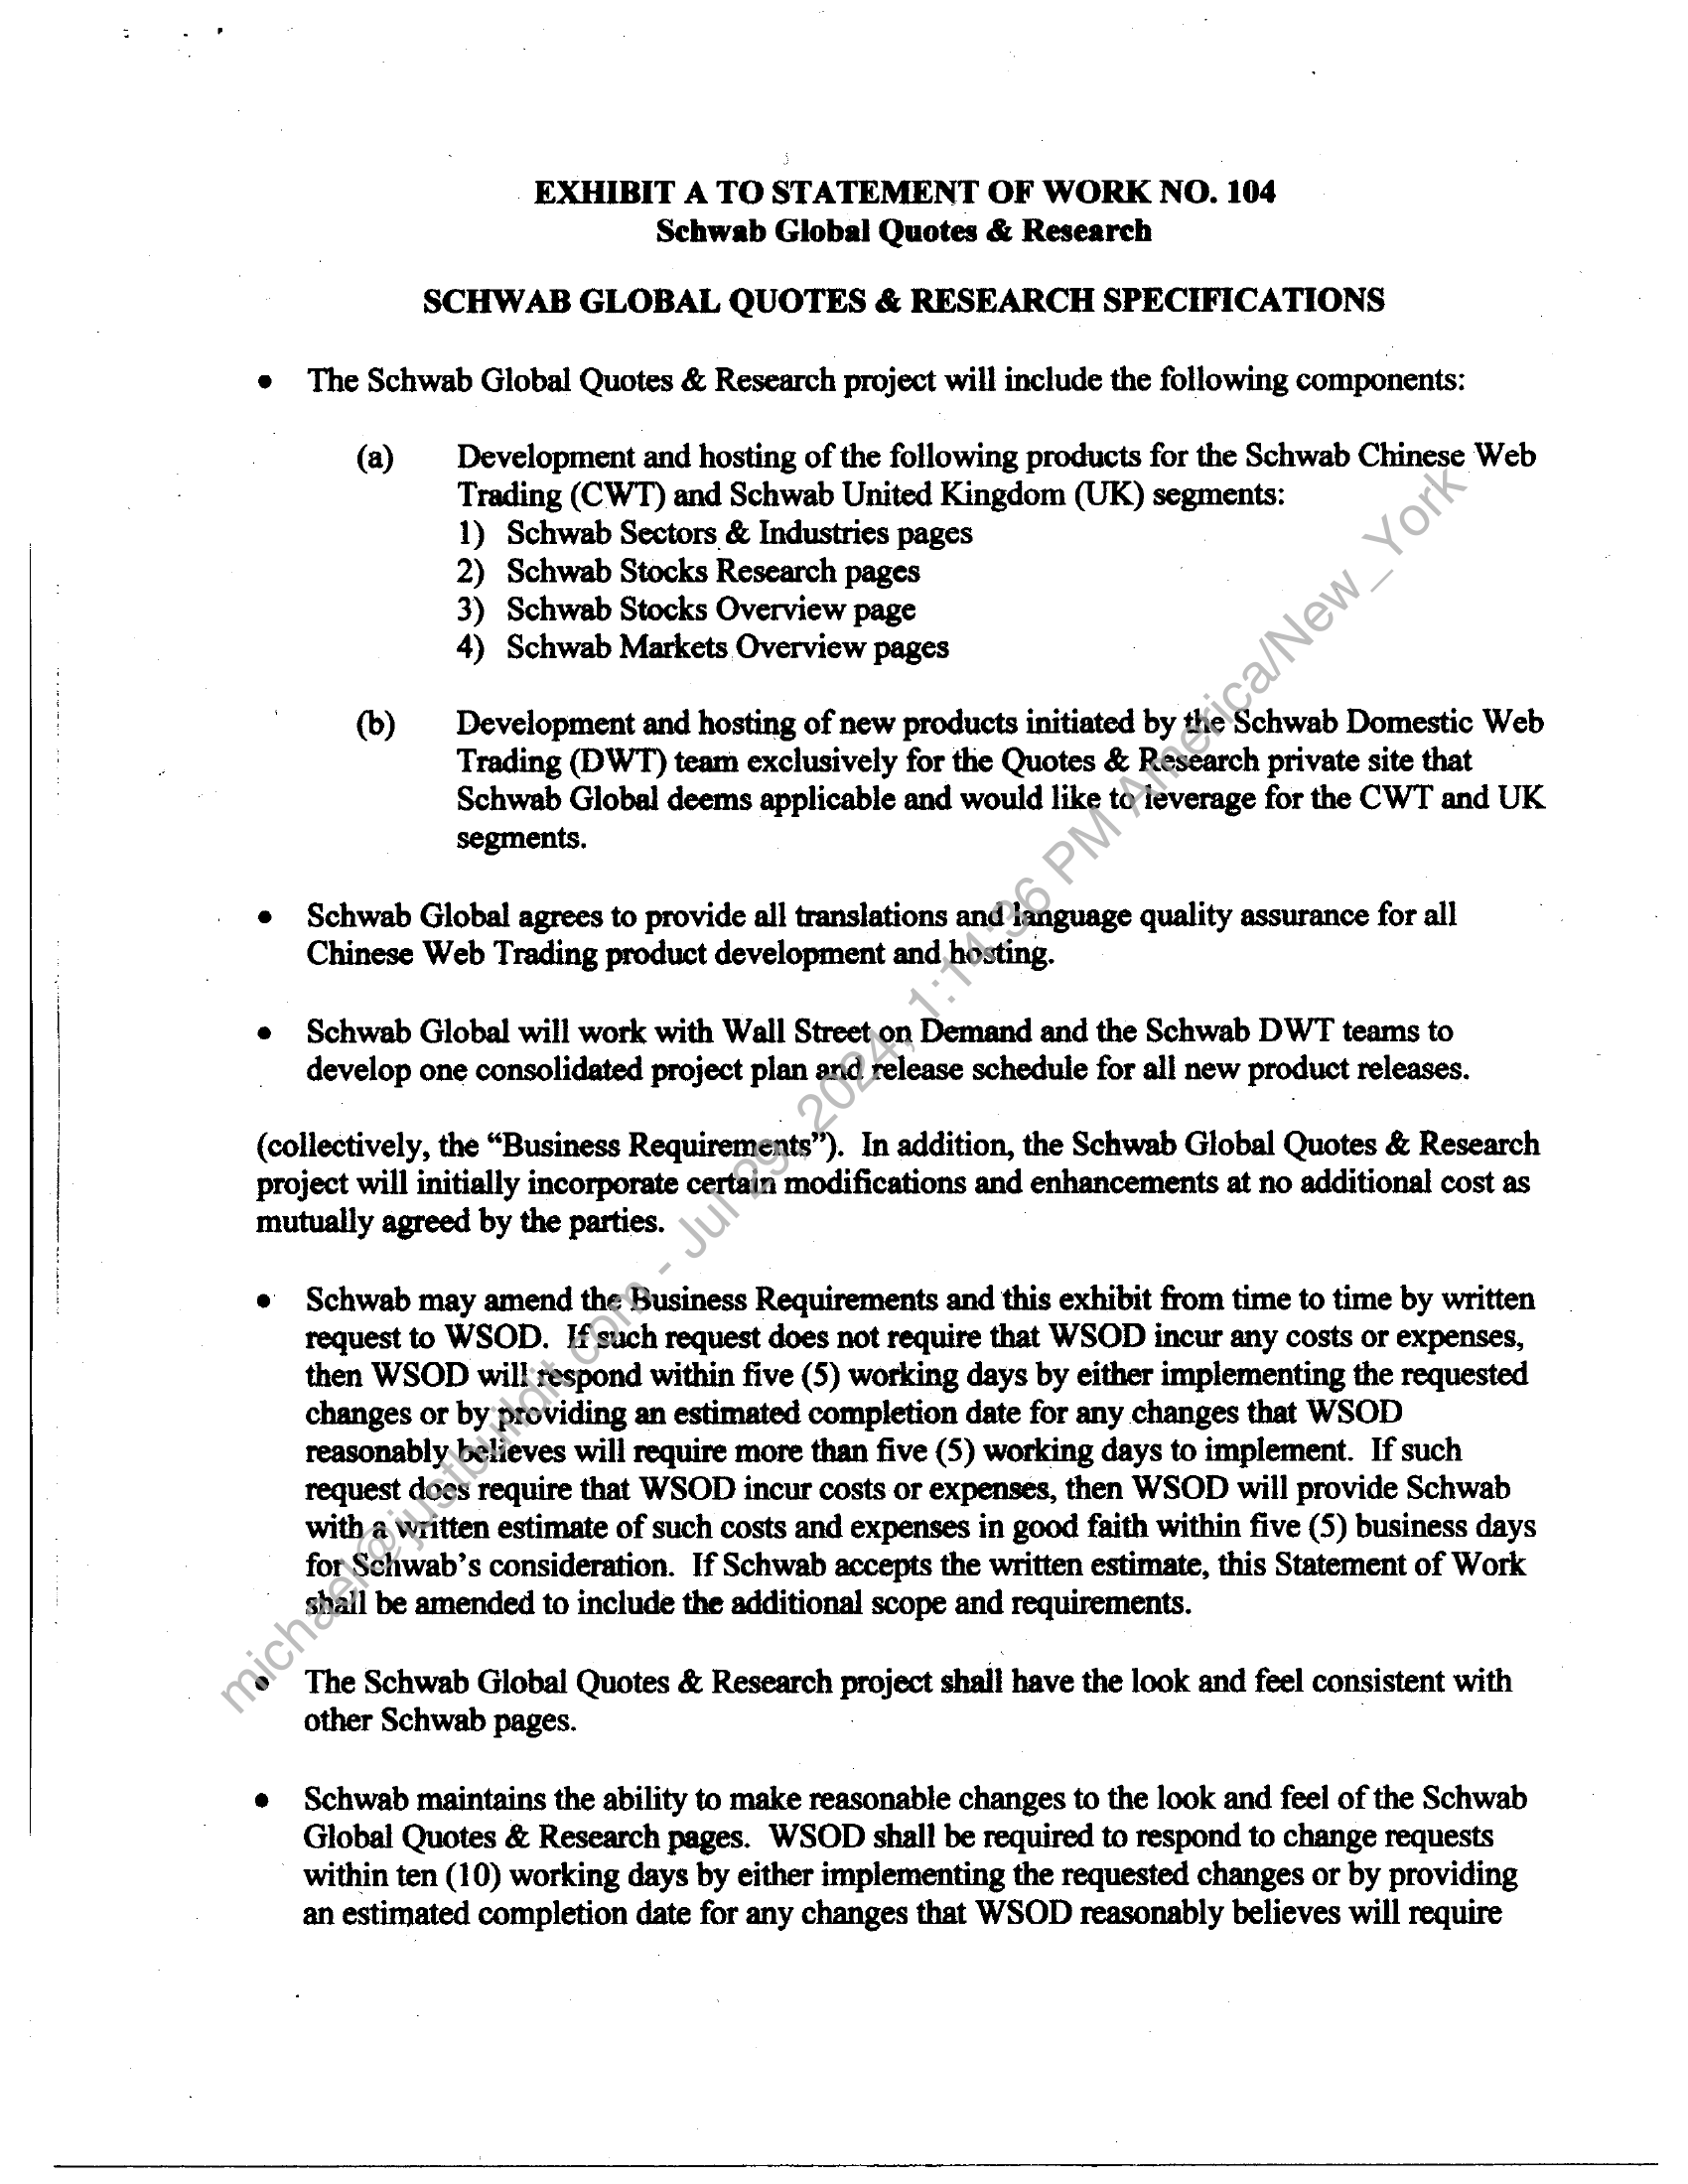 EXHIBIT A TO STATEMENT OF WORK NO. 104
Schwab Global Quotes & Research
SCHWAB GLOBAL QUOTES & RESEARCH SPECIFICATIONS
• The Schwab Global Quotes & Research project will include the following components:
(a) Development and hosting of the following products for the Schwab Chinese Web
Trading (CWT) and Schwab United Kingdom (UK) segments:
1) Schwab Sectors & Industries pages
2) Schwab Stocks Research pages
3) Schwab Stocks Overview page
4) Schwab Markets Overview pages
(b) Development and hosting of new products initiated by the Schwab Domestic Web
Trading (DWT) team exclusively for the Quotes & Research private site that
Schwab Global deems applicable and would like to leverage for the CWT and UK
segments.
• Schwab Global agrees to provide all translations and language quality assurance for all
Chinese Web Trading product development and hosting.
• Schwab Global will work with Wall Street on Demand and the Schwab DWT teams to
develop one consolidated project plan and release schedule for all new product releases.
(collectively, the “Business Requirements”). In addition, the Schwab Global Quotes & Research
project will initially incorporate certain modifications and enhancements at no additional cost as
mutually agreed by the parties.
• Schwab may amend the Business Requirements and this exhibit from time to time by written
request to WSOD. If such request does not require that WSOD incur any costs or expenses,
then WSOD will respond within five (5) working days by either implementing the requested
changes or by providing an estimated completion date for any changes that WSOD
reasonably believes will require more than five (5) working days to implement. If such
request does require that WSOD incur costs or expenses, then WSOD will provide Schwab
with a written estimate of such costs and expenses in good faith within five (5) business days
for Schwab’s consideration. If Schwab accepts the written estimate, this Statement of Work
shall be amended to include the additional scope and requirements.
• The Schwab Global Quotes & Research project shall have the look and feel consistent with
other Schwab pages.
• Schwab maintains the ability to make reasonable changes to the look and feel of the Schwab
Global Quotes & Research pages. WSOD shall be required to respond to change requests
within ten (10) working days by either implementing the requested changes or by providing
an estimated completion date for any changes that WSOD reasonably believes will require
michael@justbuildit.com - Jul 29, 2024, 1:14:36 PM America/New_York